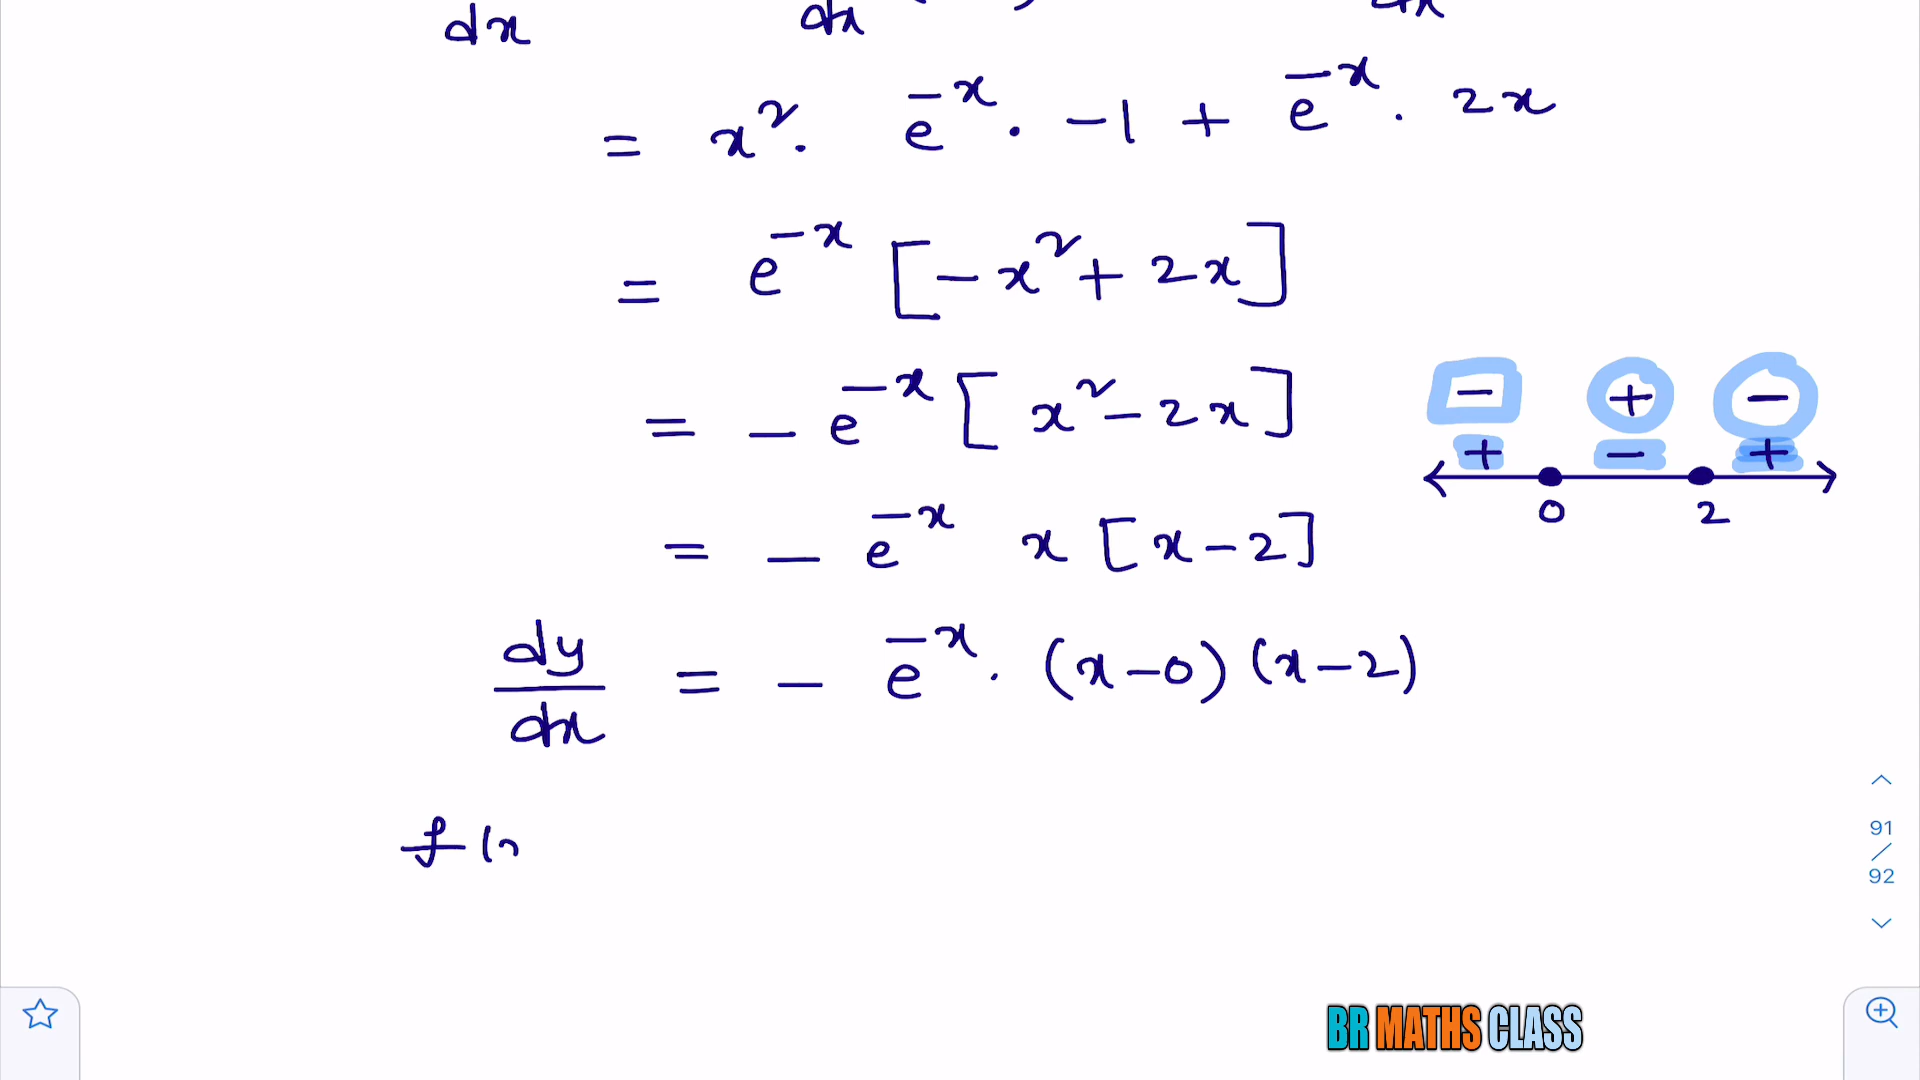 dx dx dx
= x². e^-x . -1 + e^-x . 2x
= e^-x [-x² + 2x]
= - e^-x [x² - 2x]
- + -
+ - +
0 2
= - e^-x x [x-2]
dy/dx = - e^-x . (x-0) (x-2)
f(
91
/
92
BR MATHS CLASS